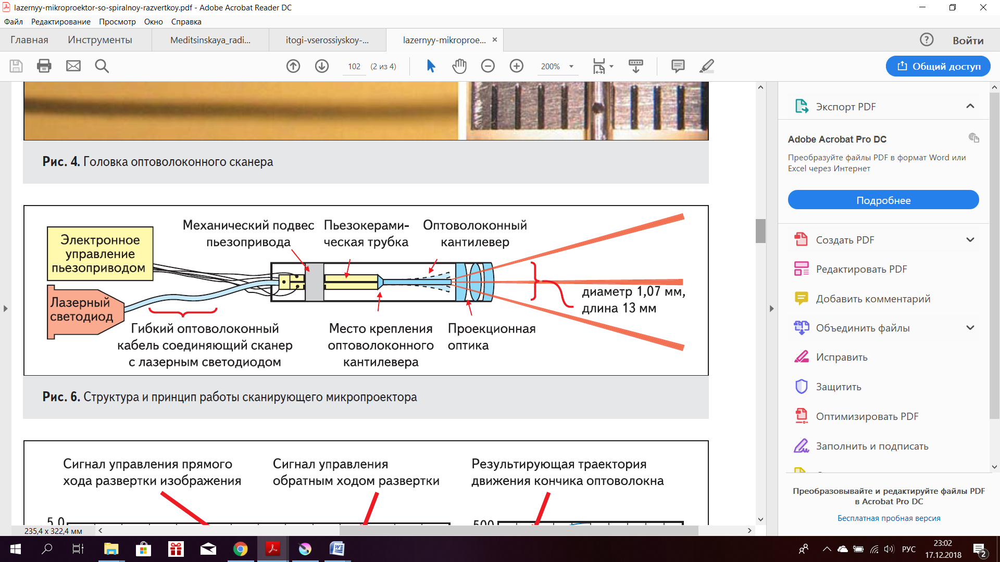 lazernyy-mikroproektor-so-spiralnoy-razvertkoy.pdf - Adobe Acrobat Reader DC
Файл Редактирование Просмотр Окно Справка
Главная Инструменты Meditsinskaya_radi... itogi-vserossiyskoy-... lazernyy-mikroproe... Войти
102 (2 из 4) 200% Общий доступ
Рис. 4. Головка оптоволоконного сканера
Электронное
управление
пьезоприводом
Механический подвес
пьезопривода
Пьезокерами-
ческая трубка
Оптоволоконный
кантилевер
Лазерный
светодиод
диаметр 1,07 мм,
длина 13 мм
Гибкий оптоволоконный
кабель соединяющий сканер
с лазерным светодиодом
Место крепления
оптоволоконного
кантилевера
Проекционная
оптика
Рис. 6. Структура и принцип работы сканирующего микропроектора
Сигнал управления прямого
хода развертки изображения
Сигнал управления
обратным ходом развертки
Результирующая траектория
движения кончика оптоволокна
5,0
500
235,4 x 322,4 мм
Экспорт PDF
Adobe Acrobat Pro DC
Преобразуйте файлы PDF в формат Word или
Excel через Интернет
Подробнее
Создать PDF
Редактировать PDF
Добавить комментарий
Объединить файлы
Исправить
Защитить
Оптимизировать PDF
Заполнить и подписать
Преобразовывайте и редактируйте файлы PDF
в Acrobat Pro DC
Бесплатная пробная версия
РУС
23:02
17.12.2018
2